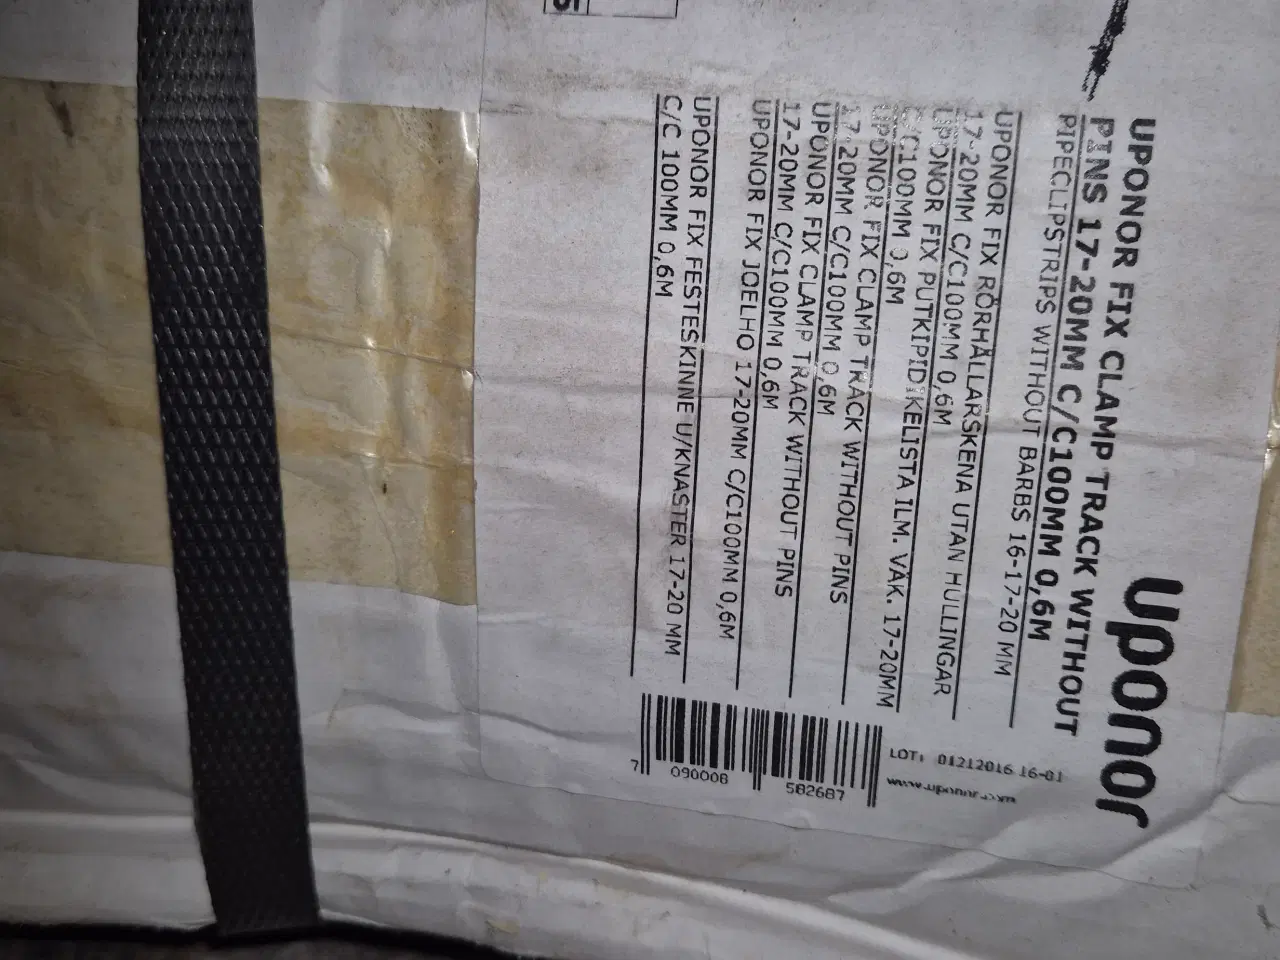 uponor
UPONOR FIX CLAMP TRACK WITHOUT
PINS 17-20MM C/C100MM 0,6M
PIPECLIPSTRIPS WITHOUT BARBS 16-17-20 MM
UPONOR FIX RÖRHÅLLARSKENA UTAN HULLINGAR
17-20MM C/C100MM 0,6M
UPONOR FIX PUTKIPIDIKELISTA ILM. VÄK. 17-20MM
C/C100MM 0,6M
UPONOR FIX CLAMP TRACK WITHOUT PINS
17-20MM C/C100MM 0,6M
UPONOR FIX CLAMP TRACK WITHOUT PINS
17-20MM C/C100MM 0,6M
UPONOR FIX JOELHO 17-20MM C/C100MM 0,6M
UPONOR FIX FESTESKINNE U/KNASTER 17-20 MM
C/C 100MM 0,6M
LOT: 01212016 16-01
www.uponor.com
7 090008 582687